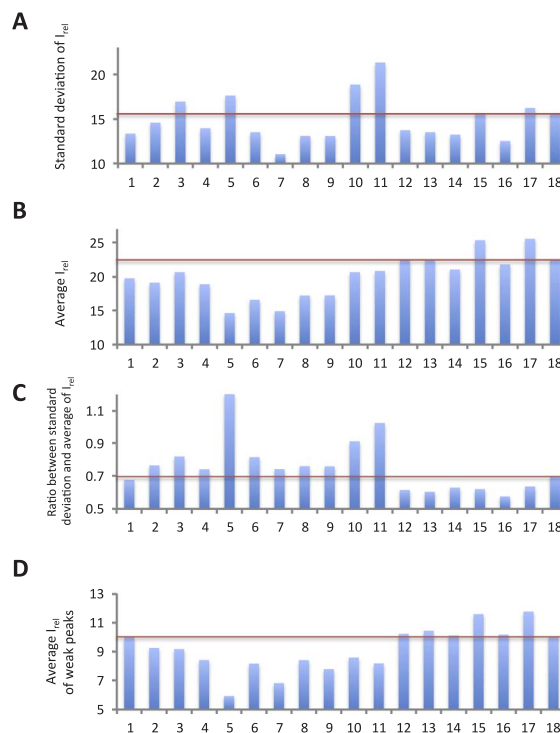 A
Standard deviation of Irel
20
15
10
1 2 3 4 5 6 7 8 9 10 11 12 13 14 15 16 17 18
B
Average Irel
25
20
15
10
1 2 3 4 5 6 7 8 9 10 11 12 13 14 15 16 17 18
C
Ratio between standard
deviation and average of Irel
1.1
0.9
0.7
0.5
1 2 3 4 5 6 7 8 9 10 11 12 13 14 15 16 17 18
D
Average Irel
of weak peaks
13
11
9
7
5
1 2 3 4 5 6 7 8 9 10 11 12 13 14 15 16 17 18